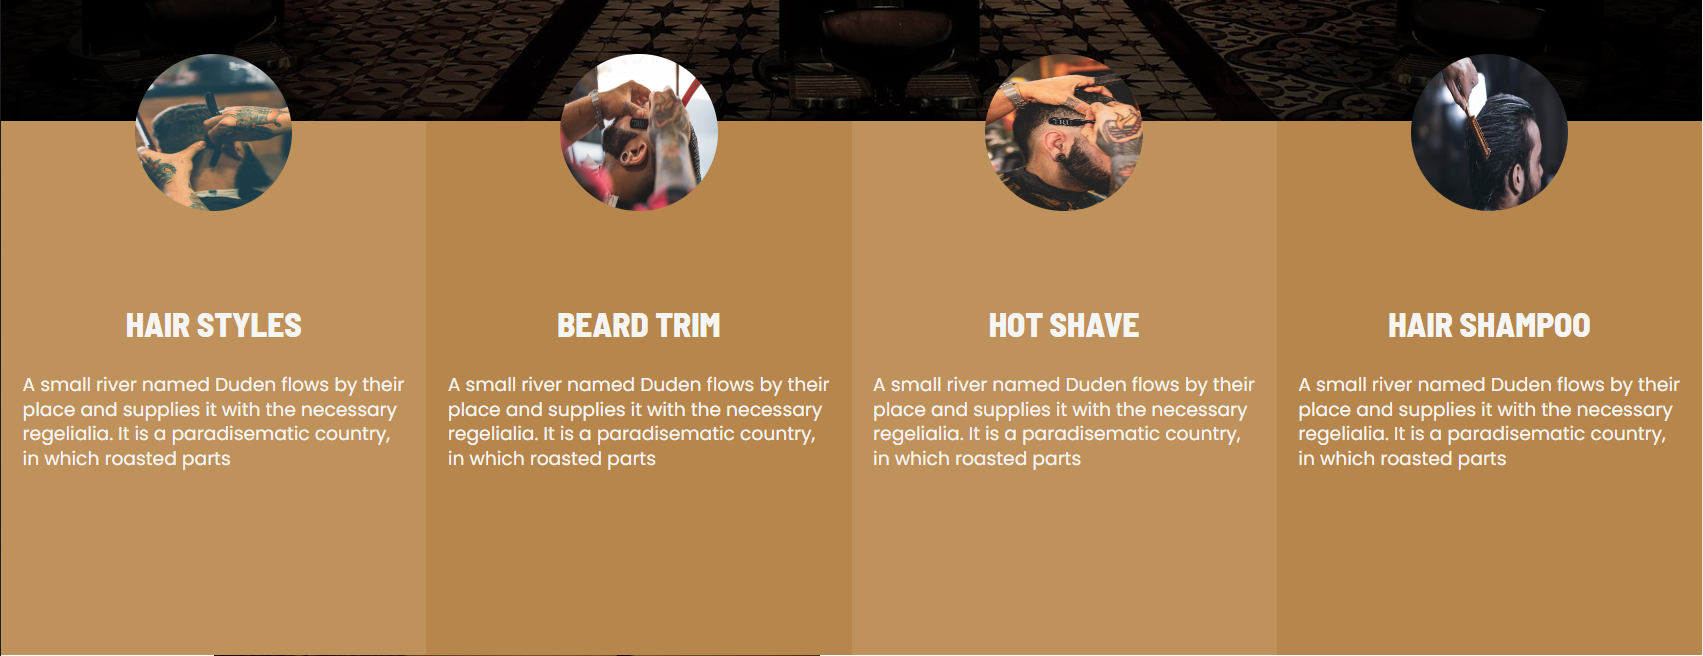 HAIR STYLES
A small river named Duden flows by their
place and supplies it with the necessary
regelialia. It is a paradisematic country,
in which roasted parts
BEARD TRIM
A small river named Duden flows by their
place and supplies it with the necessary
regelialia. It is a paradisematic country,
in which roasted parts
HOT SHAVE
A small river named Duden flows by their
place and supplies it with the necessary
regelialia. It is a paradisematic country,
in which roasted parts
HAIR SHAMPOO
A small river named Duden flows by their
place and supplies it with the necessary
regelialia. It is a paradisematic country,
in which roasted parts